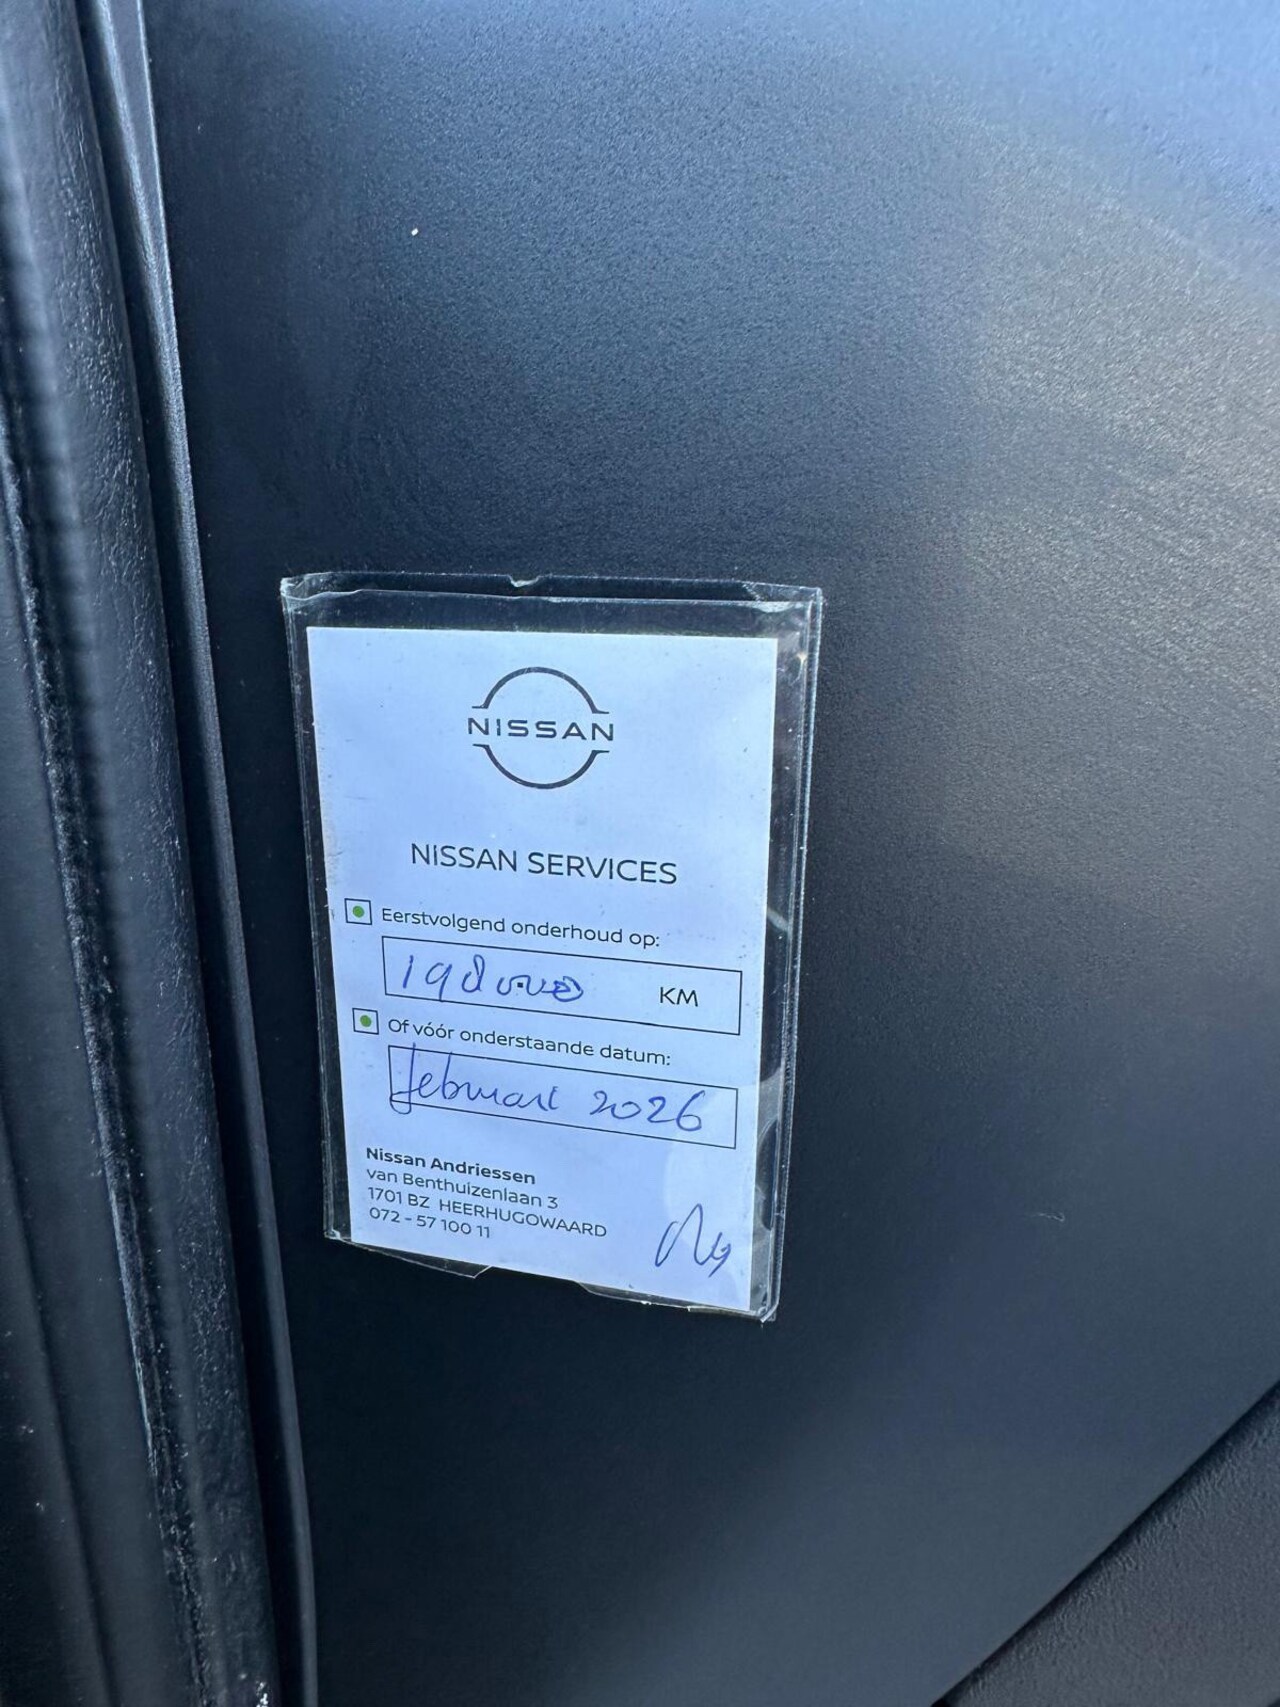 NISSAN
NISSAN SERVICES
Eerstvolgend onderhoud op:
KM
Of vóór onderstaande datum:
februari 2026
Nissan Andriessen
van Benthuizenlaan 3
1701 BZ HEERHUGOWAARD
072 - 57 100 11